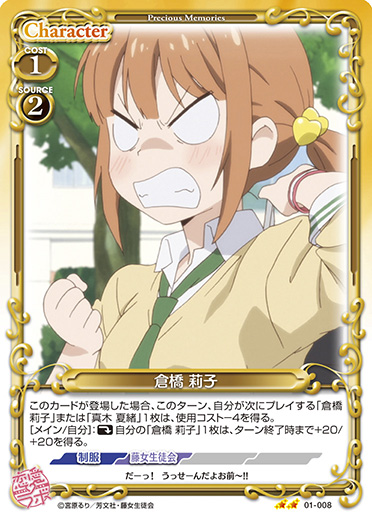 Precious Memories
Character
COST
1
SOURCE
2
倉橋 莉子
このカードが登場した場合、このターン、自分が次にプレイする「倉橋
莉子」または「真木 夏緒」1枚は、使用コスト－4を得る。
[メイン/自分]:自分の「倉橋 莉子」1枚は、ターン終了時まで+20/
+20を得る。
制服 藤女生徒会
だーっ！ うっせーんだよお前～!!
恋愛ラボ
©宮原るり／芳文社・藤女生徒会
01-008